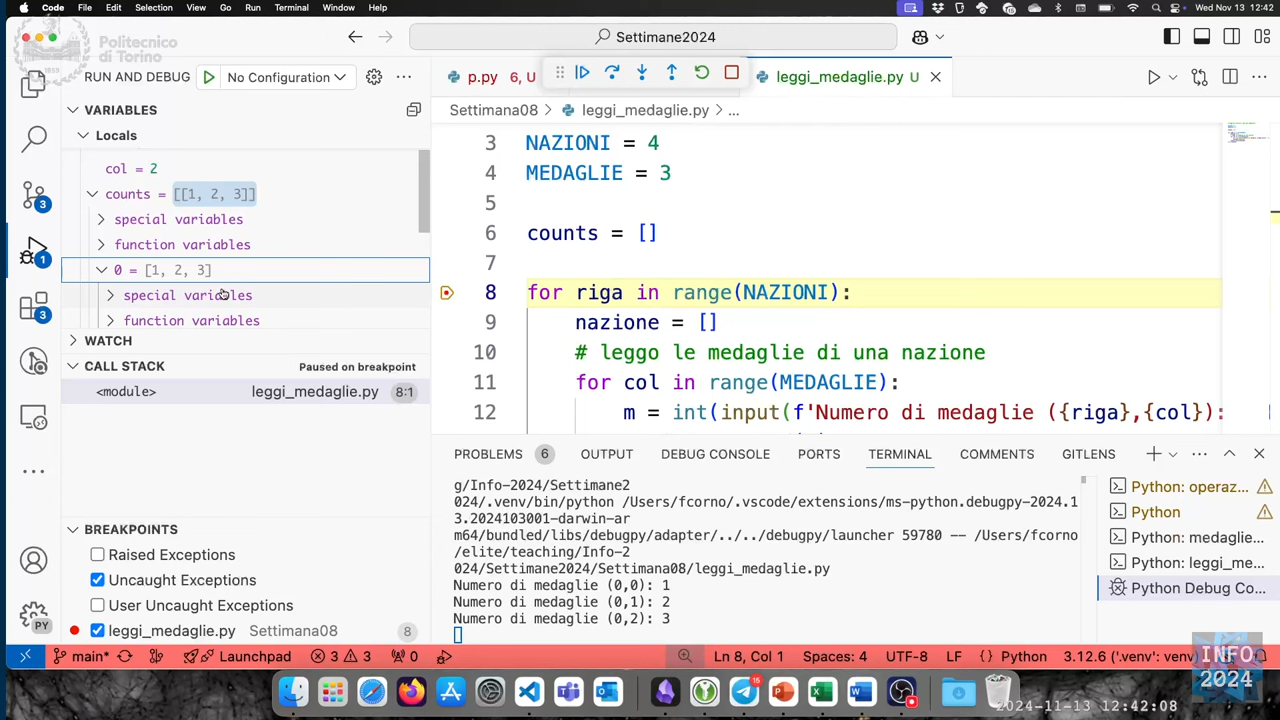 Code File Edit Selection View Go Run Terminal Window Help
Wed Nov 13 12:42
Politecnico
di Torino
Settimane2024
RUN AND DEBUG No Configuration
p.py 6, U leggi_medaglie.py U
Settimana08 > leggi_medaglie.py > ...
VARIABLES
Locals
col = 2
counts = [[1, 2, 3]]
special variables
function variables
0 = [1, 2, 3]
special variables
function variables
WATCH
CALL STACK Paused on breakpoint
<module> leggi_medaglie.py 8:1
BREAKPOINTS
Raised Exceptions
Uncaught Exceptions
User Uncaught Exceptions
leggi_medaglie.py Settimana08 8
3 NAZIONI = 4
4 MEDAGLIE = 3
5
6 counts = []
7
8 for riga in range(NAZIONI):
9 nazione = []
10 # leggo le medaglie di una nazione
11 for col in range(MEDAGLIE):
12 m = int(input(f'Numero di medaglie ({riga},{col}):
PROBLEMS 6 OUTPUT DEBUG CONSOLE PORTS TERMINAL COMMENTS GITLENS
g/Info-2024/Settimane2
024/.venv/bin/python /Users/fcorno/.vscode/extensions/ms-python.debugpy-2024.1
3.2024103001-darwin-ar
m64/bundled/libs/debugpy/adapter/../../debugpy/launcher 59780 -- /Users/fcorno
/elite/teaching/Info-2
024/Settimane2024/Settimana08/leggi_medaglie.py
Numero di medaglie (0,0): 1
Numero di medaglie (0,1): 2
Numero di medaglie (0,2): 3
Python: operaz...
Python
Python: medaglie...
Python: leggi_me...
Python Debug Co...
3
1
3
PY
main* Launchpad 3 3 0 Ln 8, Col 1 Spaces: 4 UTF-8 LF Python 3.12.6 ('.venv': venv)
15
INFO
2024
2024-11-13 12:42:08